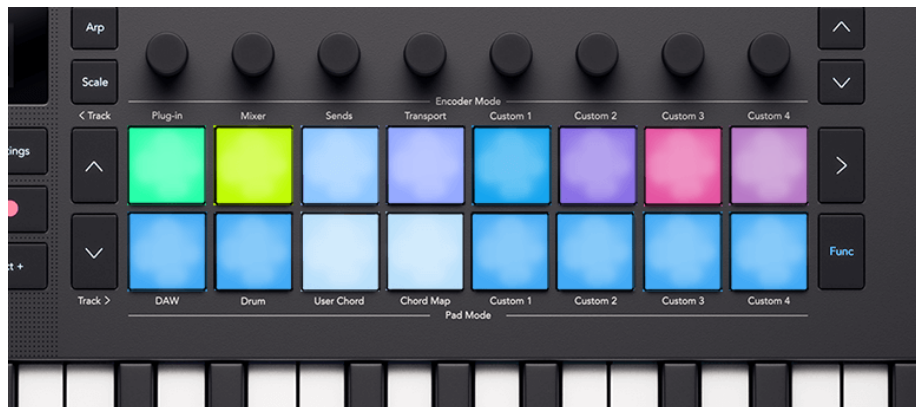 Arp
Scale
Encoder Mode
< Track Plug-in Mixer Sends Transport Custom 1 Custom 2 Custom 3 Custom 4
ings
Func
t +
Track > DAW Drum User Chord Chord Map Custom 1 Custom 2 Custom 3 Custom 4
Pad Mode